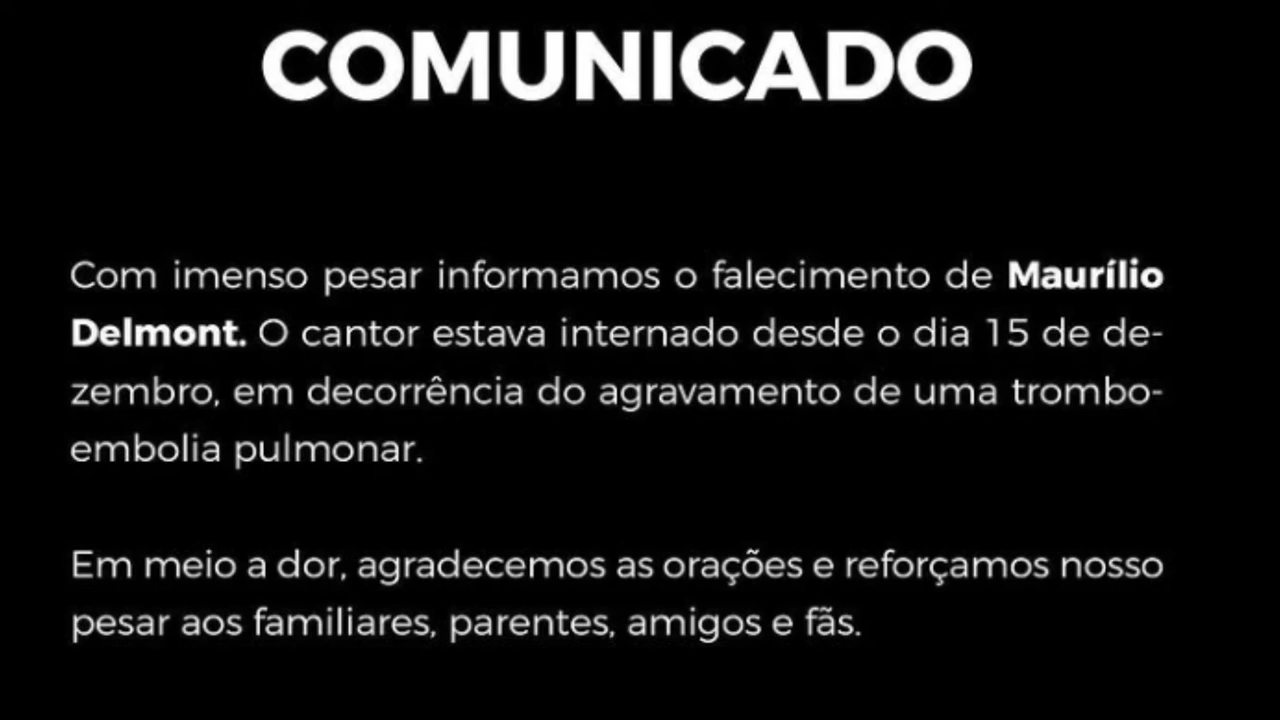 COMUNICADO
Com imenso pesar informamos o falecimento de Maurílio
Delmont. O cantor estava internado desde o dia 15 de de-
zembro, em decorrência do agravamento de uma trombo-
embolia pulmonar.
Em meio a dor, agradecemos as orações e reforçamos nosso
pesar aos familiares, parentes, amigos e fãs.